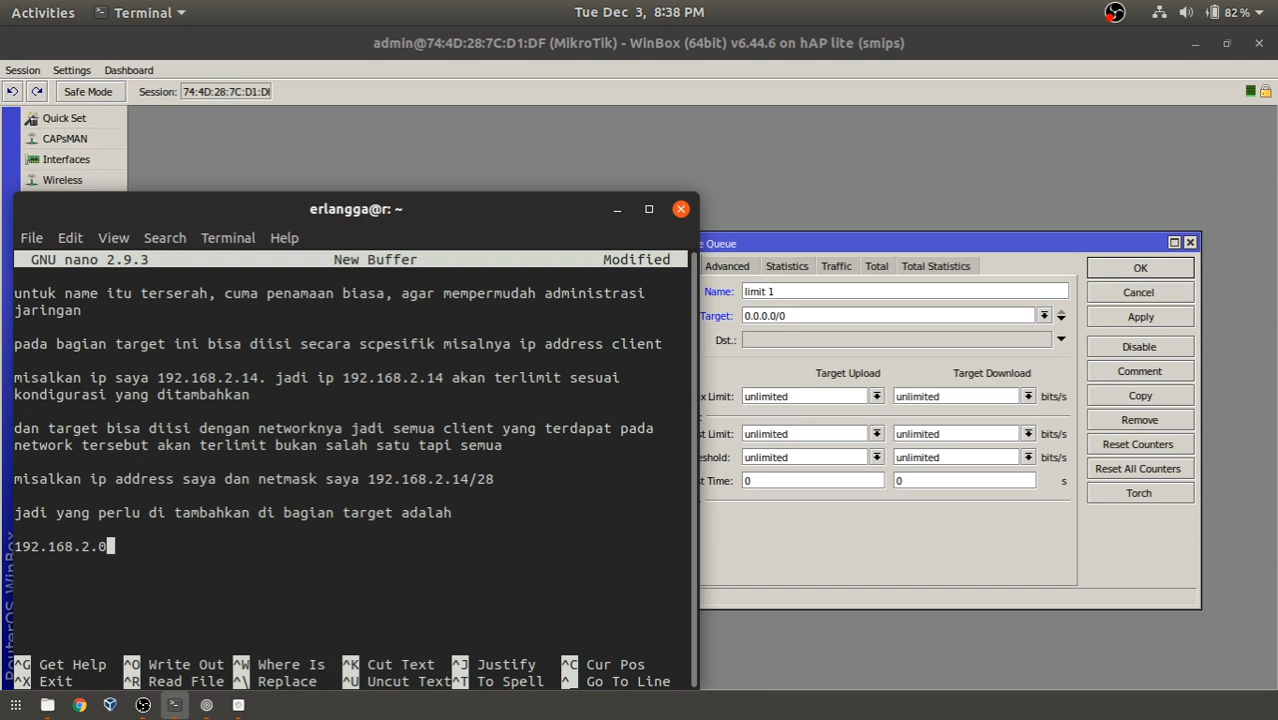 Activities
Terminal
Tue Dec 3, 8:38 PM
82 %
admin@74:4D:28:7C:D1:DF (MikroTik) - WinBox (64bit) v6.44.6 on hAP lite (smips)
Session Settings Dashboard
Safe Mode Session: 74:4D:28:7C:D1:D
Quick Set
CAPsMAN
Interfaces
Wireless
erlangga@r: ~
File Edit View Search Terminal Help
GNU nano 2.9.3 New Buffer Modified
untuk name itu terserah, cuma penamaan biasa, agar mempermudah administrasi
jaringan
pada bagian target ini bisa diisi secara scpesifik misalnya ip address client
misalkan ip saya 192.168.2.14. jadi ip 192.168.2.14 akan terlimit sesuai
kondigurasi yang ditambahkan
dan target bisa diisi dengan networknya jadi semua client yang terdapat pada
network tersebut akan terlimit bukan salah satu tapi semua
misalkan ip address saya dan netmask saya 192.168.2.14/28
jadi yang perlu di tambahkan di bagian target adalah
192.168.2.0
^G Get Help ^O Write Out ^W Where Is ^K Cut Text ^J Justify ^C Cur Pos
^X Exit ^R Read File ^\ Replace ^U Uncut Text ^T To Spell ^_ Go To Line
e Queue
Advanced Statistics Traffic Total Total Statistics
Name: limit 1
Target: 0.0.0.0/0
Dst.:
Target Upload Target Download
x Limit: unlimited unlimited bits/s
st Limit: unlimited unlimited bits/s
eshold: unlimited unlimited bits/s
st Time: 0 0 s
OK
Cancel
Apply
Disable
Comment
Copy
Remove
Reset Counters
Reset All Counters
Torch
RouterOS WinBox